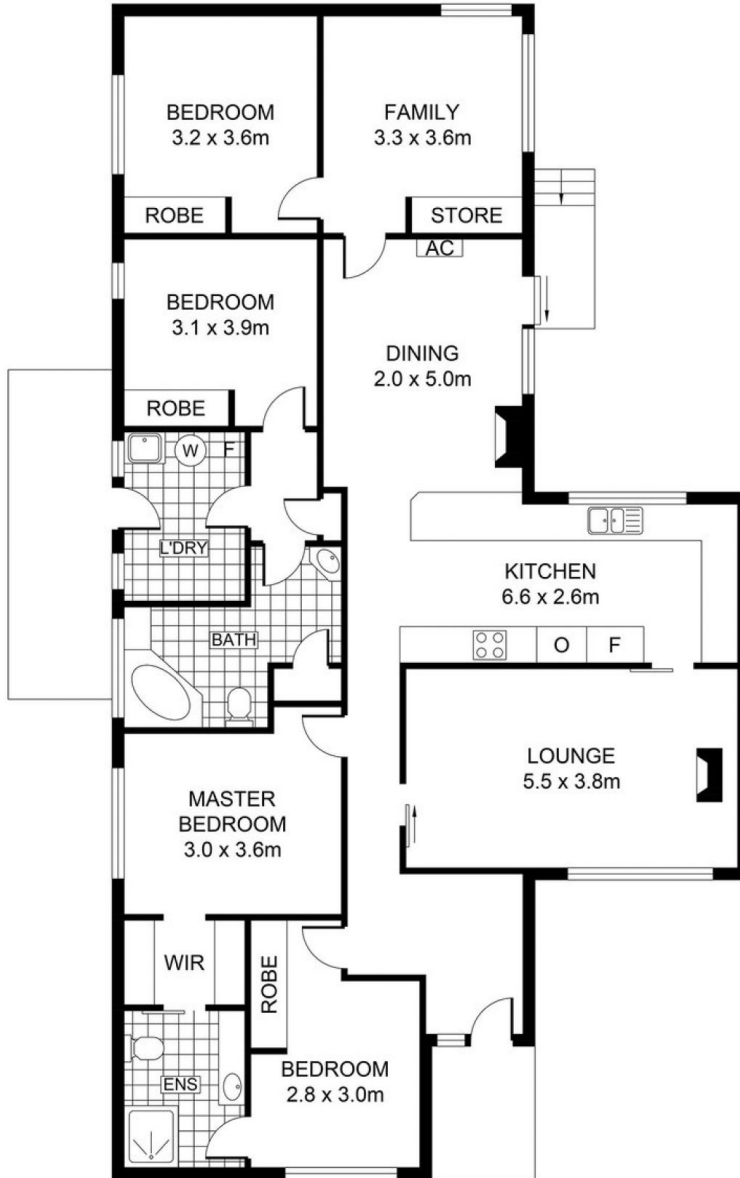 BEDROOM
3.2 x 3.6m
FAMILY
3.3 x 3.6m
ROBE
STORE
AC
BEDROOM
3.1 x 3.9m
DINING
2.0 x 5.0m
ROBE
W
F
L'DRY
KITCHEN
6.6 x 2.6m
BATH
O
F
LOUNGE
5.5 x 3.8m
MASTER
BEDROOM
3.0 x 3.6m
WIR
ROBE
ENS
BEDROOM
2.8 x 3.0m